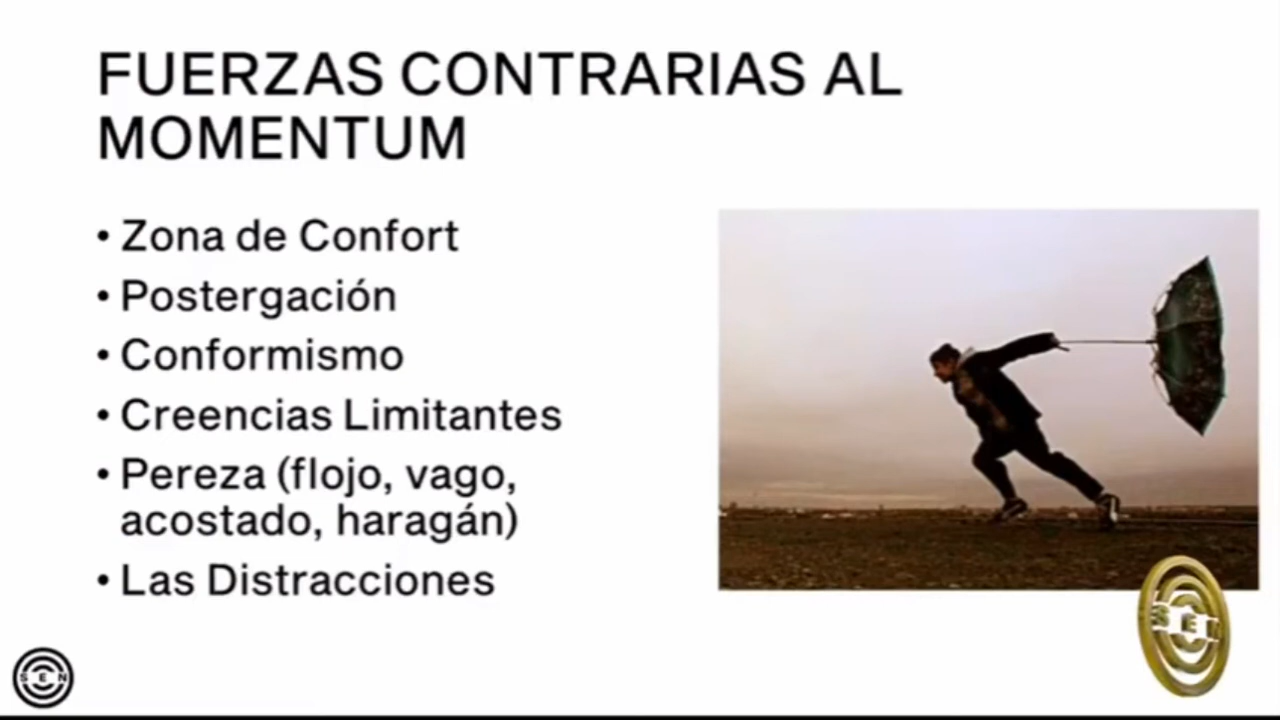 FUERZAS CONTRARIAS AL
MOMENTUM
• Zona de Confort
• Postergación
• Conformismo
• Creencias Limitantes
• Pereza (flojo, vago,
acostado, haragán)
• Las Distracciones
S E N
S E N